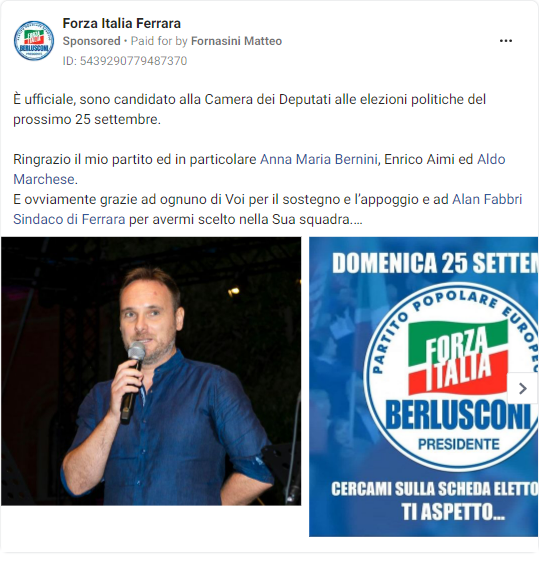 Forza Italia Ferrara
Sponsored • Paid for by Fornasini Matteo
ID: 5439290779487370
È ufficiale, sono candidato alla Camera dei Deputati alle elezioni politiche del
prossimo 25 settembre.
Ringrazio il mio partito ed in particolare Anna Maria Bernini, Enrico Aimi ed Aldo
Marchese.
E ovviamente grazie ad ognuno di Voi per il sostegno e l’appoggio e ad Alan Fabbri
Sindaco di Ferrara per avermi scelto nella Sua squadra....
DOMENICA 25 SETTEN
PARTITO POPOLARE EUROPE
FORZA
ITALIA
BERLUSCONI
PRESIDENTE
CERCAMI SULLA SCHEDA ELETTO
TI ASPETTO...